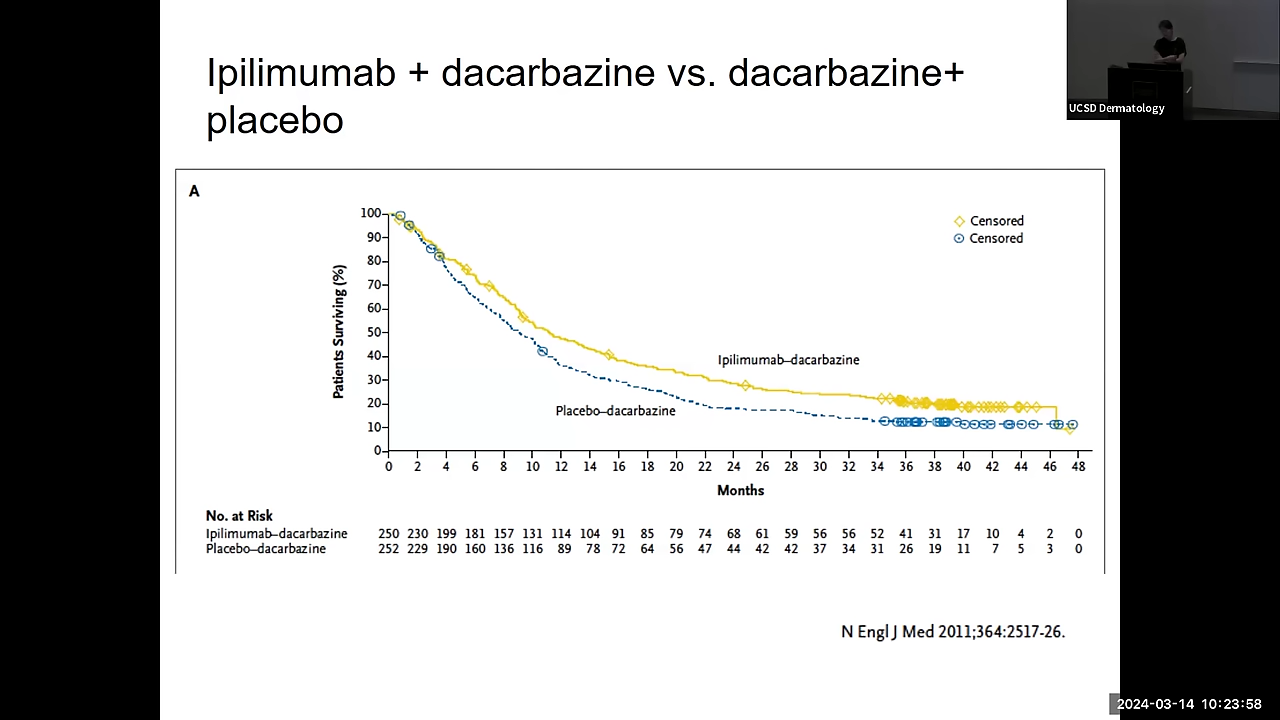 Ipilimumab + dacarbazine vs. dacarbazine+
placebo
UCSD Dermatology
A
Patients Surviving (%)
100
90
80
70
60
50
40
30
20
10
0
Censored
Censored
Ipilimumab–dacarbazine
Placebo–dacarbazine
0 2 4 6 8 10 12 14 16 18 20 22 24 26 28 30 32 34 36 38 40 42 44 46 48
Months
No. at Risk
Ipilimumab–dacarbazine 250 230 199 181 157 131 114 104 91 85 79 74 68 61 59 56 56 52 41 31 17 10 4 2 0
Placebo–dacarbazine 252 229 190 160 136 116 89 78 72 64 56 47 44 42 42 37 34 31 26 19 11 7 5 3 0
N Engl J Med 2011;364:2517-26.
2024-03-14 10:23:58